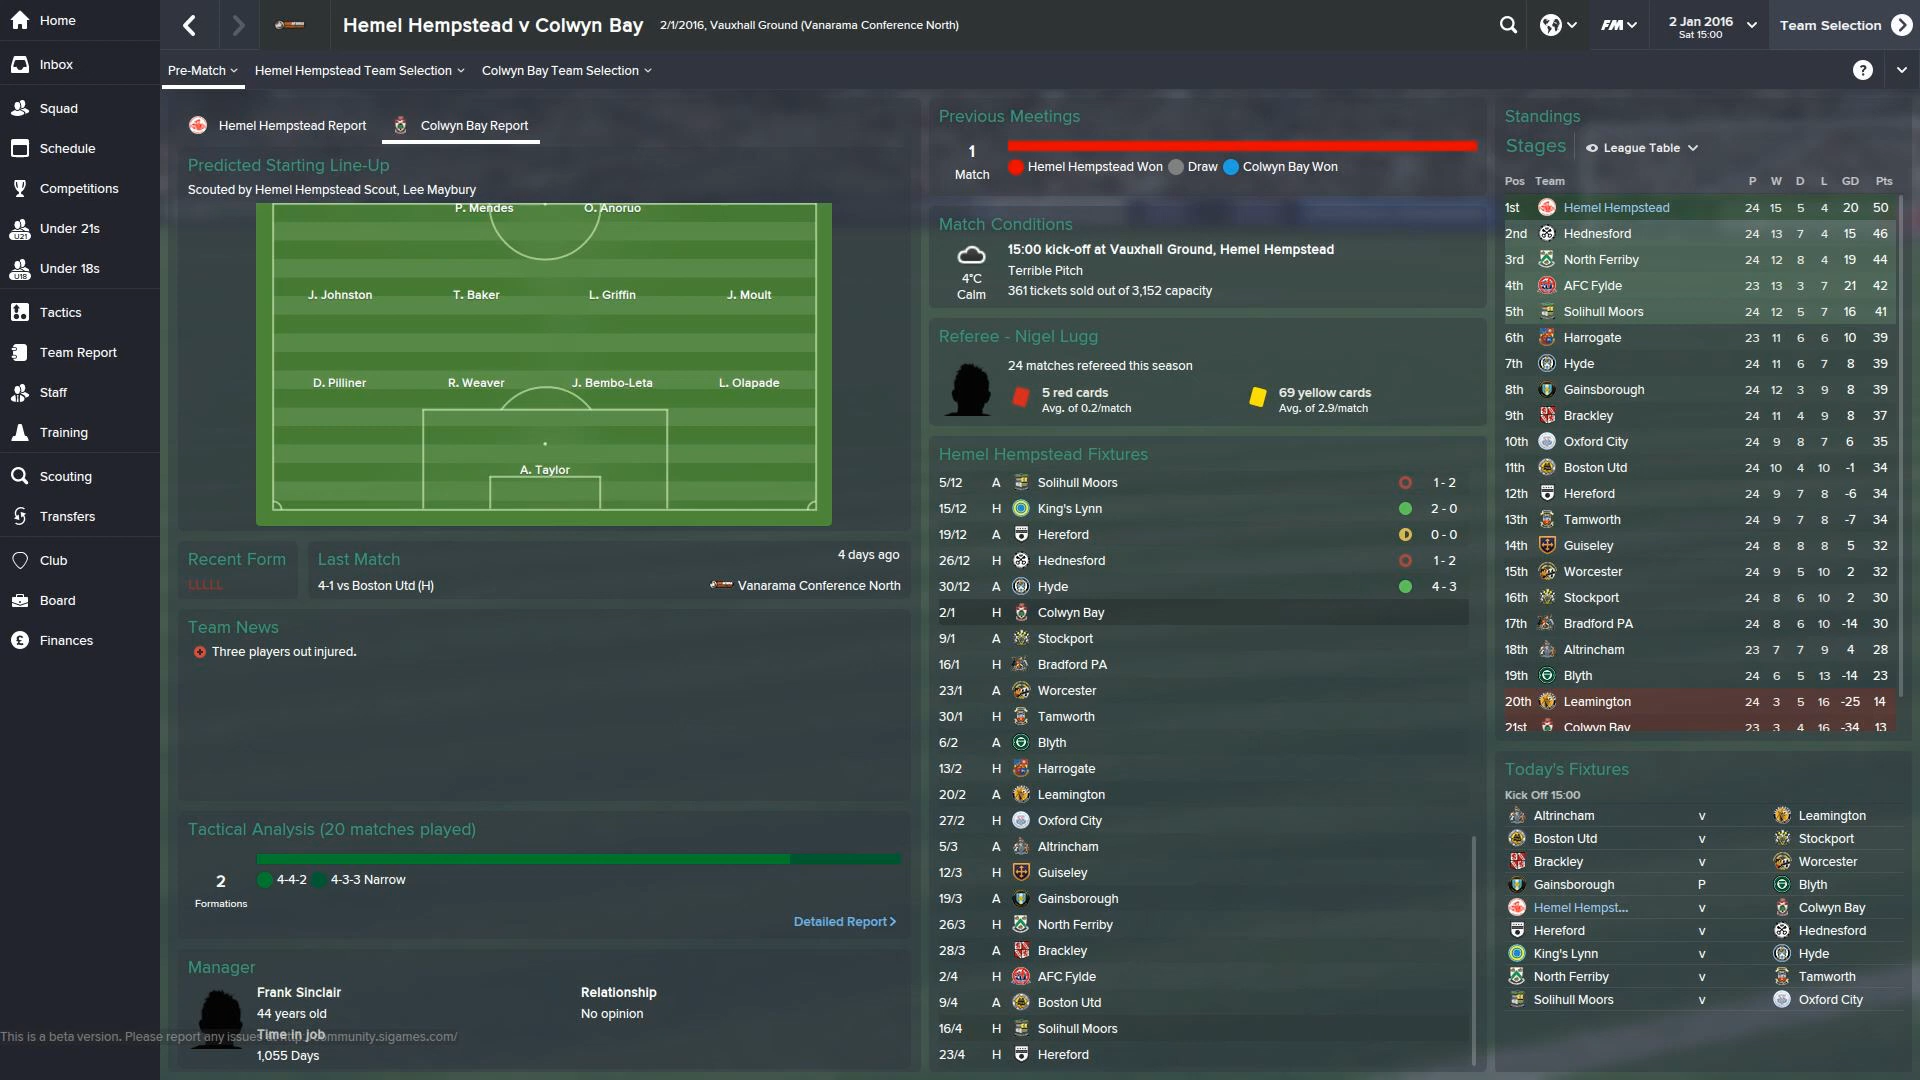 Home
Inbox
Squad
Schedule
Competitions
U21 Under 21s
U18 Under 18s
Tactics
Team Report
Staff
Training
Scouting
Transfers
Club
Board
Finances
Hemel Hempstead v Colwyn Bay 2/1/2016, Vauxhall Ground (Vanarama Conference North)
FM
2 Jan 2016
Sat 15:00
Team Selection
Pre-Match Hemel Hempstead Team Selection Colwyn Bay Team Selection ?
Hemel Hempstead Report Colwyn Bay Report
Predicted Starting Line-Up
Scouted by Hemel Hempstead Scout, Lee Maybury
P. Mendes O. Anoruo
J. Johnston T. Baker L. Griffin J. Moult
D. Pilliner R. Weaver J. Bembo-Leta L. Olapade
A. Taylor
Recent Form
LLLLL
Last Match 4 days ago
4-1 vs Boston Utd (H) Vanarama Conference North
Team News
Three players out injured.
Tactical Analysis (20 matches played)
2
Formations
4-4-2 4-3-3 Narrow
Detailed Report >
Manager
Frank Sinclair
44 years old
Time in job
1,055 Days
Relationship
No opinion
This is a beta version. Please report any issues at http://community.sigames.com/
Previous Meetings
1
Match
Hemel Hempstead Won Draw Colwyn Bay Won
Match Conditions
4°C
Calm
15:00 kick-off at Vauxhall Ground, Hemel Hempstead
Terrible Pitch
361 tickets sold out of 3,152 capacity
Referee - Nigel Lugg
24 matches refereed this season
5 red cards
Avg. of 0.2/match
69 yellow cards
Avg. of 2.9/match
Hemel Hempstead Fixtures
5/12 A Solihull Moors 1 - 2
15/12 H King's Lynn 2 - 0
19/12 A Hereford 0 - 0
26/12 H Hednesford 1 - 2
30/12 A Hyde 4 - 3
2/1 H Colwyn Bay
9/1 A Stockport
16/1 H Bradford PA
23/1 A Worcester
30/1 H Tamworth
6/2 A Blyth
13/2 H Harrogate
20/2 A Leamington
27/2 H Oxford City
5/3 A Altrincham
12/3 H Guiseley
19/3 A Gainsborough
26/3 H North Ferriby
28/3 A Brackley
2/4 H AFC Fylde
9/4 A Boston Utd
16/4 H Solihull Moors
23/4 H Hereford
Standings
Stages League Table
Pos Team P W D L GD Pts
1st Hemel Hempstead 24 15 5 4 20 50
2nd Hednesford 24 13 7 4 15 46
3rd North Ferriby 24 12 8 4 19 44
4th AFC Fylde 23 13 3 7 21 42
5th Solihull Moors 24 12 5 7 16 41
6th Harrogate 23 11 6 6 10 39
7th Hyde 24 11 6 7 8 39
8th Gainsborough 24 12 3 9 8 39
9th Brackley 24 11 4 9 8 37
10th Oxford City 24 9 8 7 6 35
11th Boston Utd 24 10 4 10 -1 34
12th Hereford 24 9 7 8 -6 34
13th Tamworth 24 9 7 8 -7 34
14th Guiseley 24 8 8 8 5 32
15th Worcester 24 9 5 10 2 32
16th Stockport 24 8 6 10 2 30
17th Bradford PA 24 8 6 10 -14 30
18th Altrincham 23 7 7 9 4 28
19th Blyth 24 6 5 13 -14 23
20th Leamington 24 3 5 16 -25 14
21st Colwyn Bay 23 3 4 16 -34 13
Today's Fixtures
Kick Off 15:00
Altrincham v Leamington
Boston Utd v Stockport
Brackley v Worcester
Gainsborough P Blyth
Hemel Hempst... v Colwyn Bay
Hereford v Hednesford
King's Lynn v Hyde
North Ferriby v Tamworth
Solihull Moors v Oxford City